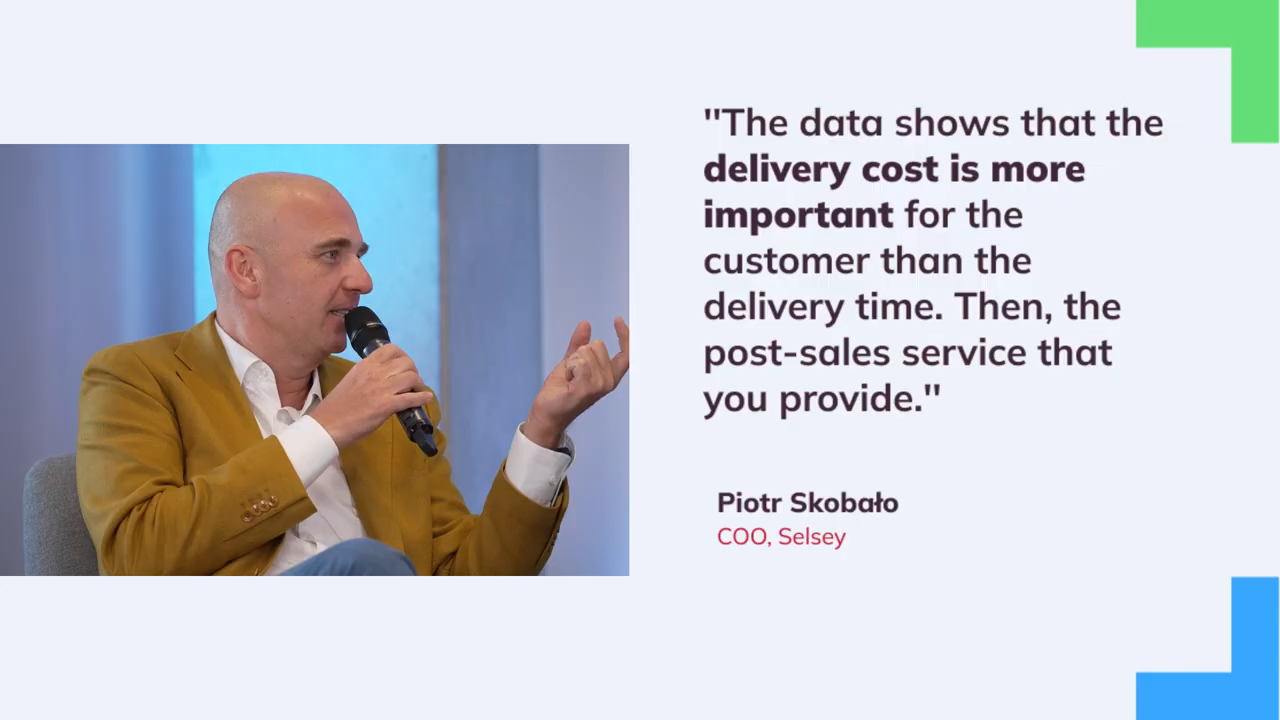 "The data shows that the
delivery cost is more
important for the
customer than the
delivery time. Then, the
post-sales service that
you provide."
Piotr Skobało
COO, Selsey